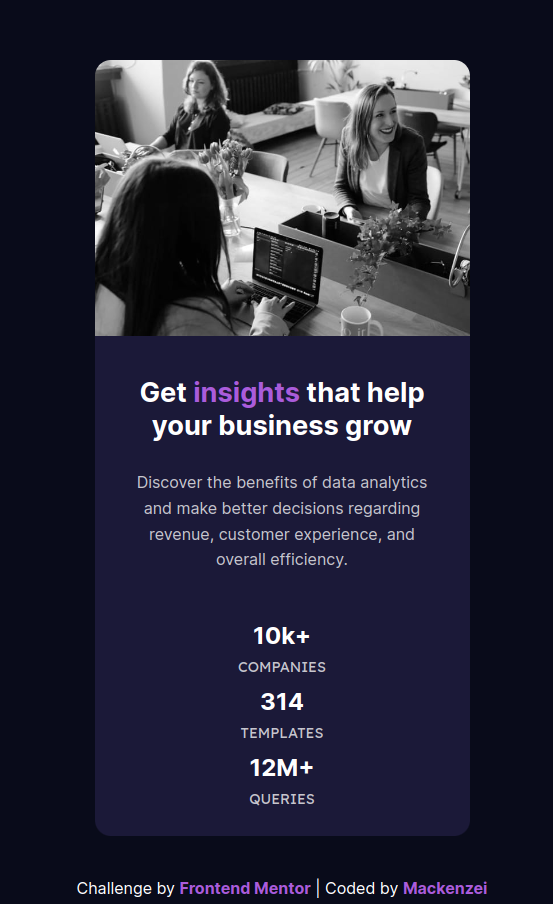 Get insights that help
your business grow
Discover the benefits of data analytics
and make better decisions regarding
revenue, customer experience, and
overall efficiency.
10k+
COMPANIES
314
TEMPLATES
12M+
QUERIES
Challenge by Frontend Mentor | Coded by Mackenzei